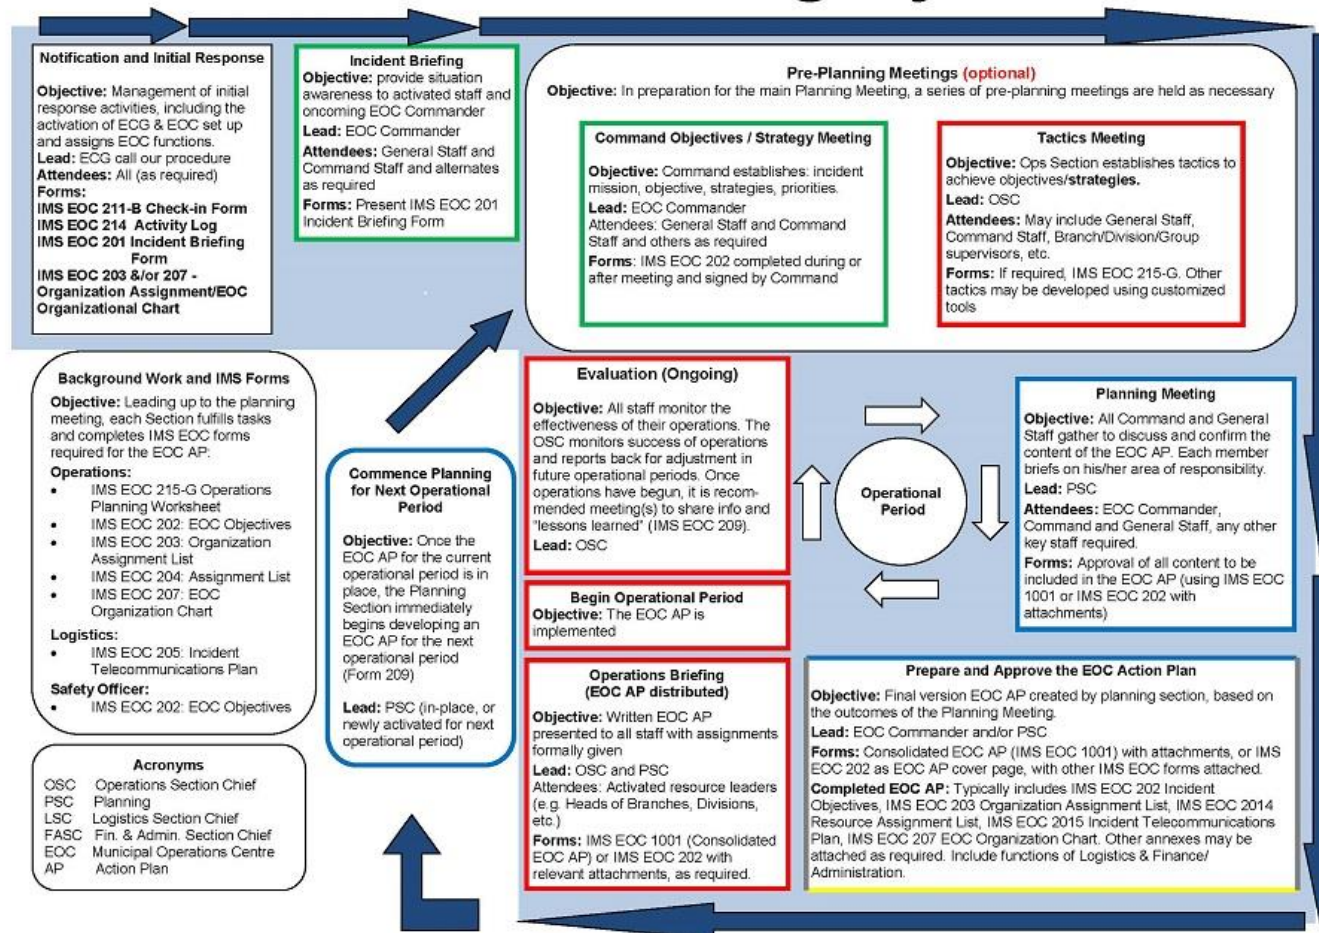 Notification and Initial Response
Objective: Management of initial
response activities, including the
activation of ECG & EOC set up
and assigns EOC functions.
Lead: ECG call our procedure
Attendees: All (as required)
Forms:
IMS EOC 211-B Check-in Form
IMS EOC 214 Activity Log
IMS EOC 201 Incident Briefing
Form
IMS EOC 203 &/or 207 -
Organization Assignment/EOC
Organizational Chart
Incident Briefing
Objective: provide situation
awareness to activated staff and
oncoming EOC Commander
Lead: EOC Commander
Attendees: General Staff and
Command Staff and alternates
as required
Forms: Present IMS EOC 201
Incident Briefing Form
Pre-Planning Meetings (optional)
Objective: In preparation for the main Planning Meeting, a series of pre-planning meetings are held as necessary
Command Objectives / Strategy Meeting
Objective: Command establishes: incident
mission, objective, strategies, priorities.
Lead: EOC Commander
Attendees: General Staff and Command
Staff and others as required
Forms: IMS EOC 202 completed during or
after meeting and signed by Command
Tactics Meeting
Objective: Ops Section establishes tactics to
achieve objectives/strategies.
Lead: OSC
Attendees: May include General Staff,
Command Staff, Branch/Division/Group
supervisors, etc.
Forms: If required, IMS EOC 215-G. Other
tactics may be developed using customized
tools
Background Work and IMS Forms
Objective: Leading up to the planning
meeting, each Section fulfills tasks
and completes IMS EOC forms
required for the EOC AP:
Operations:
• IMS EOC 215-G Operations
Planning Worksheet
• IMS EOC 202: EOC Objectives
• IMS EOC 203: Organization
Assignment List
• IMS EOC 204: Assignment List
• IMS EOC 207: EOC
Organization Chart
Logistics:
• IMS EOC 205: Incident
Telecommunications Plan
Safety Officer:
• IMS EOC 202: EOC Objectives
Acronyms
OSC Operations Section Chief
PSC Planning
LSC Logistics Section Chief
FASC Fin. & Admin. Section Chief
EOC Municipal Operations Centre
AP Action Plan
Commence Planning
for Next Operational
Period
Objective: Once the
EOC AP for the current
operational period is in
place, the Planning
Section immediately
begins developing an
EOC AP for the next
operational period
(Form 209)
Lead: PSC (in-place, or
newly activated for next
operational period)
Evaluation (Ongoing)
Objective: All staff monitor the
effectiveness of their operations. The
OSC monitors success of operations
and reports back for adjustment in
future operational periods. Once
operations have begun, it is recom-
mended meeting(s) to share info and
"lessons learned" (IMS EOC 209).
Lead: OSC
Begin Operational Period
Objective: The EOC AP is
implemented
Operations Briefing
(EOC AP distributed)
Objective: Written EOC AP
presented to all staff with assignments
formally given
Lead: OSC and PSC
Attendees: Activated resource leaders
(e.g. Heads of Branches, Divisions,
etc.)
Forms: IMS EOC 1001 (Consolidated
EOC AP) or IMS EOC 202 with
relevant attachments, as required.
Operational
Period
Planning Meeting
Objective: All Command and General
Staff gather to discuss and confirm the
content of the EOC AP. Each member
briefs on his/her area of responsibility.
Lead: PSC
Attendees: EOC Commander,
Command and General Staff, any other
key staff required.
Forms: Approval of all content to be
included in the EOC AP (using IMS EOC
1001 or IMS EOC 202 with
attachments)
Prepare and Approve the EOC Action Plan
Objective: Final version EOC AP created by planning section, based on
the outcomes of the Planning Meeting.
Lead: EOC Commander and/or PSC
Forms: Consolidated EOC AP (IMS EOC 1001) with attachments, or IMS
EOC 202 as EOC AP cover page, with other IMS EOC forms attached.
Completed EOC AP: Typically includes IMS EOC 202 Incident
Objectives, IMS EOC 203 Organization Assignment List, IMS EOC 2014
Resource Assignment List, IMS EOC 2015 Incident Telecommunications
Plan, IMS EOC 207 EOC Organization Chart. Other annexes may be
attached as required. Include functions of Logistics & Finance/
Administration.